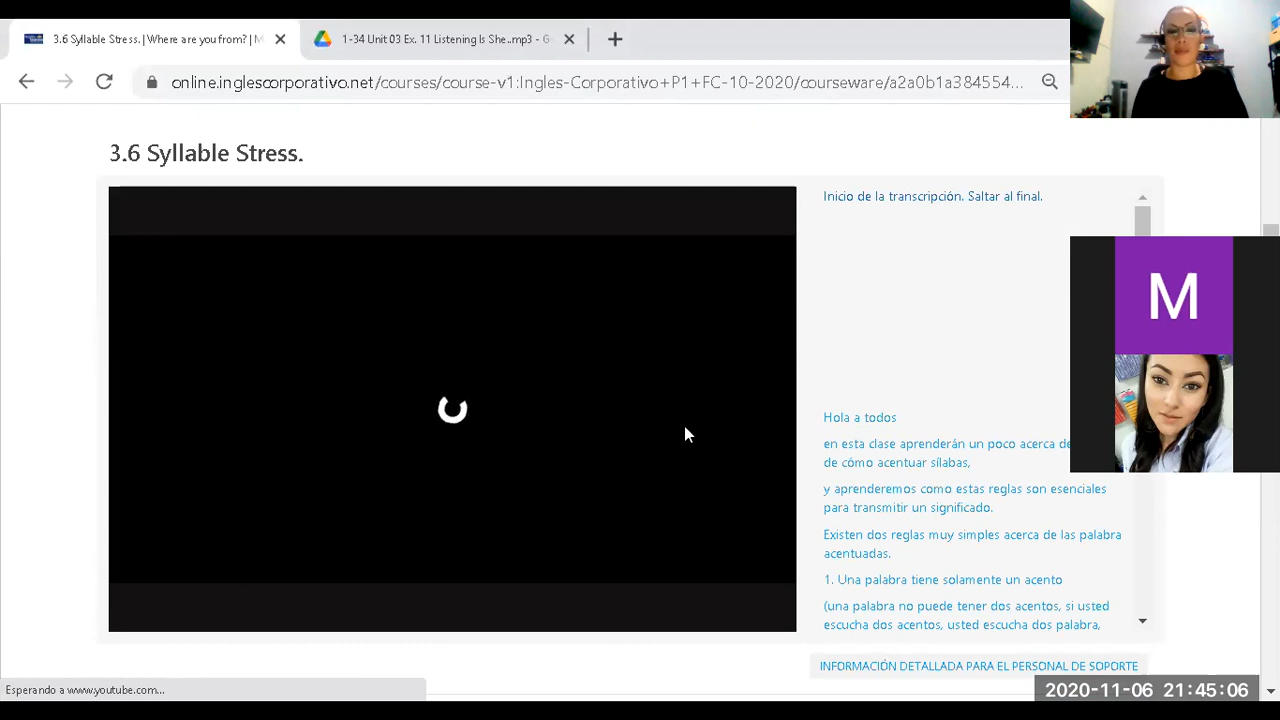 3.6 Syllable Stress. | Where are you from? | M
1-34 Unit 03 Ex. 11 Listening Is She..mp3 - G
online.inglescorporativo.net/courses/course-v1:Ingles-Corporativo+P1+FC-10-2020/courseware/a2a0b1a384554...
3.6 Syllable Stress.
Inicio de la transcripción. Saltar al final.
Hola a todos
en esta clase aprenderán un poco acerca de
de cómo acentuar sílabas,
y aprenderemos como estas reglas son esenciales
para transmitir un significado.
Existen dos reglas muy simples acerca de las palabra
acentuadas.
1. Una palabra tiene solamente un acento
(una palabra no puede tener dos acentos, si usted
escucha dos acentos, usted escucha dos palabra,
M
INFORMACIÓN DETALLADA PARA EL PERSONAL DE SOPORTE
Esperando a www.youtube.com...
2020-11-06 21:45:06